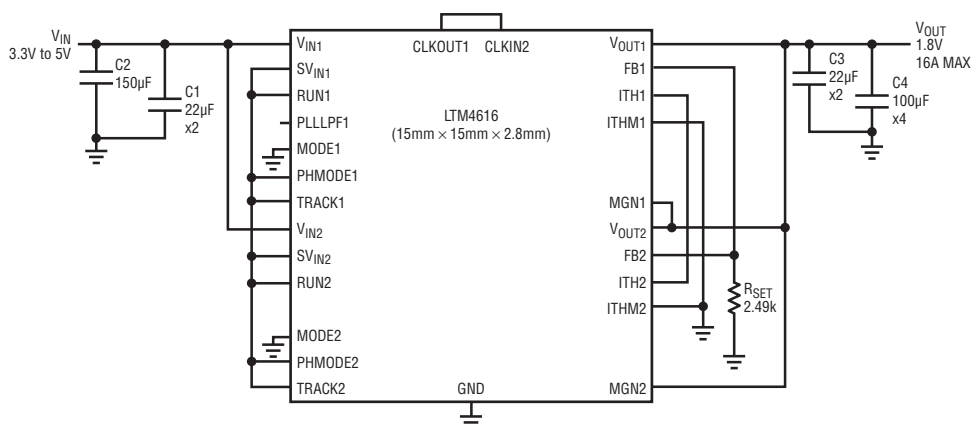 CLKOUT1 CLKIN2
V_IN
3.3V to 5V
C2
150μF
C1
22μF
x2
V_IN1
SV_IN1
RUN1
PLLLPF1
MODE1
PHMODE1
TRACK1
V_IN2
SV_IN2
RUN2
MODE2
PHMODE2
TRACK2
LTM4616
(15mm × 15mm × 2.8mm)
GND
V_OUT1
FB1
ITH1
ITHM1
MGN1
V_OUT2
FB2
ITH2
ITHM2
MGN2
R_SET
2.49k
C3
22μF
x2
C4
100μF
x4
V_OUT
1.8V
16A MAX